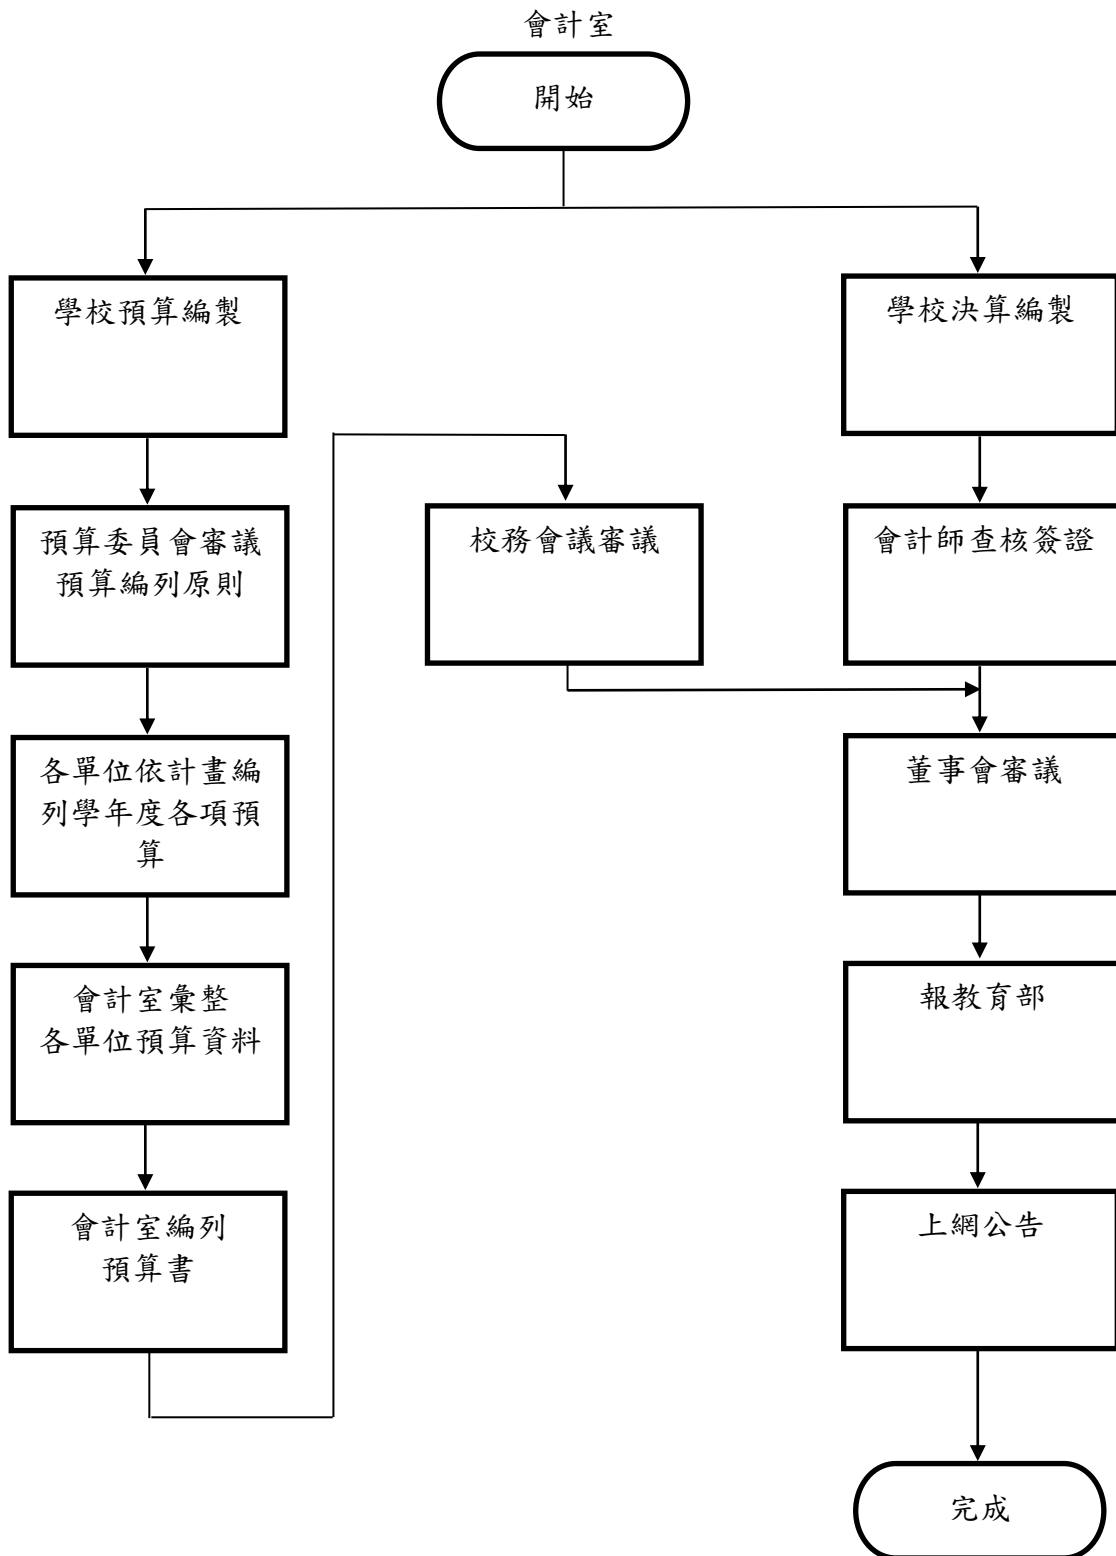 會計室
開始
學校預算編製
預算委員會審議
預算編列原則
各單位依計畫編
列學年度各項預
算
會計室彙整
各單位預算資料
會計室編列
預算書
校務會議審議
學校決算編製
會計師查核簽證
董事會審議
報教育部
上網公告
完成